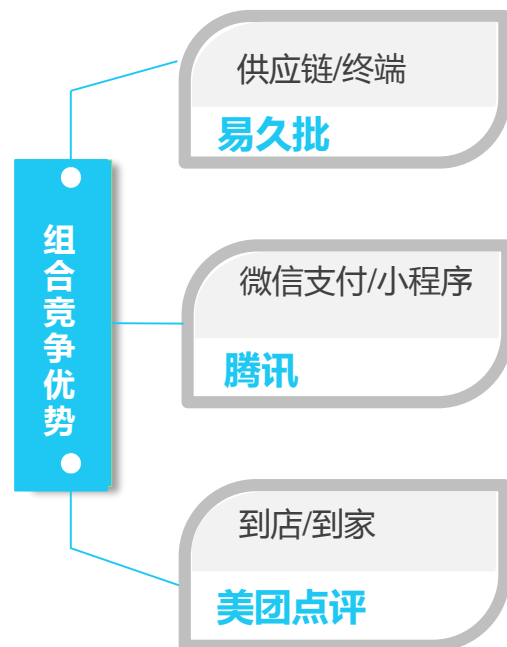 组合竞争优势
供应链/终端
易久批
微信支付/小程序
腾讯
到店/到家
美团点评